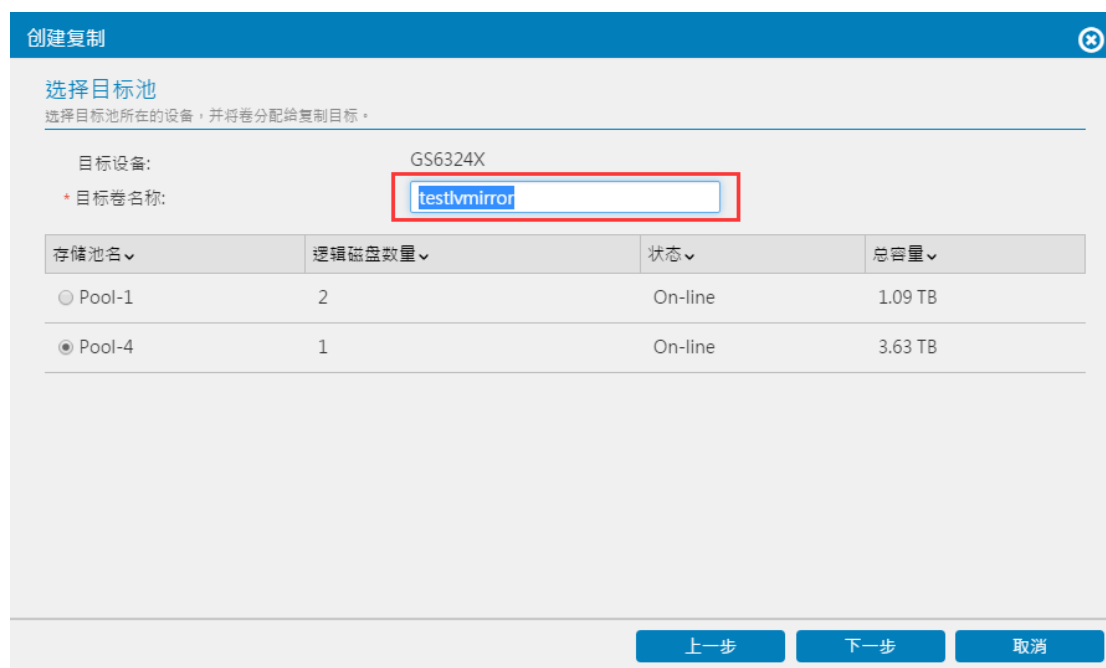 创建复制
选择目标池
选择目标池所在的设备，并将卷分配给复制目标。
目标设备: GS6324X
* 目标卷名称: testlvmirror
存储池名 逻辑磁盘数量 状态 总容量
Pool-1 2 On-line 1.09 TB
Pool-4 1 On-line 3.63 TB
上一步 下一步 取消